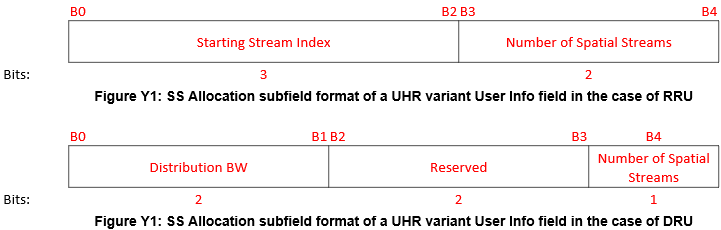 B0 B2 B3 B4
Starting Stream Index Number of Spatial Streams
Bits: 3 2
Figure Y1: SS Allocation subfield format of a UHR variant User Info field in the case of RRU
B0 B1 B2 B3 B4
Distribution BW Reserved Number of Spatial
Streams
Bits: 2 2 1
Figure Y1: SS Allocation subfield format of a UHR variant User Info field in the case of DRU